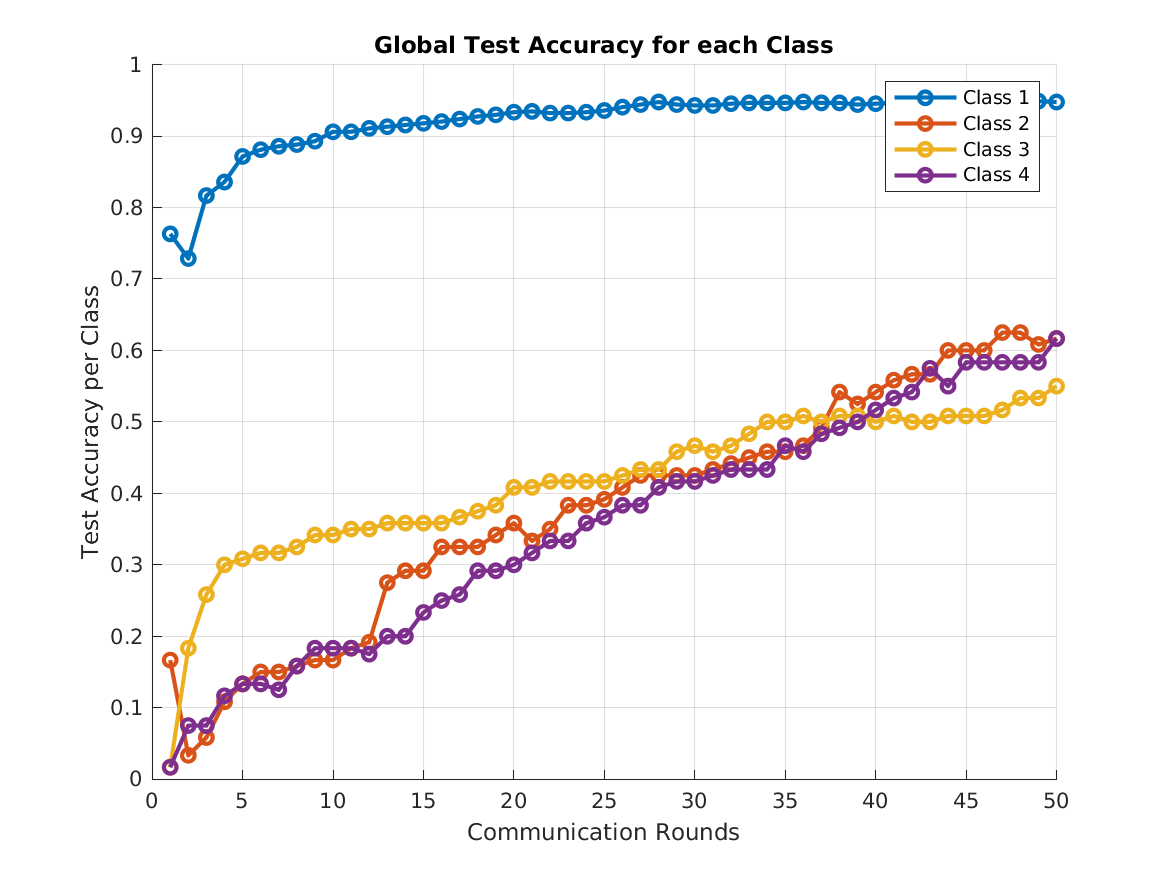 Global Test Accuracy for each Class
1
0.9
0.8
0.7
0.6
0.5
0.4
0.3
0.2
0.1
0
Test Accuracy per Class
Class 1
Class 2
Class 3
Class 4
0 5 10 15 20 25 30 35 40 45 50
Communication Rounds